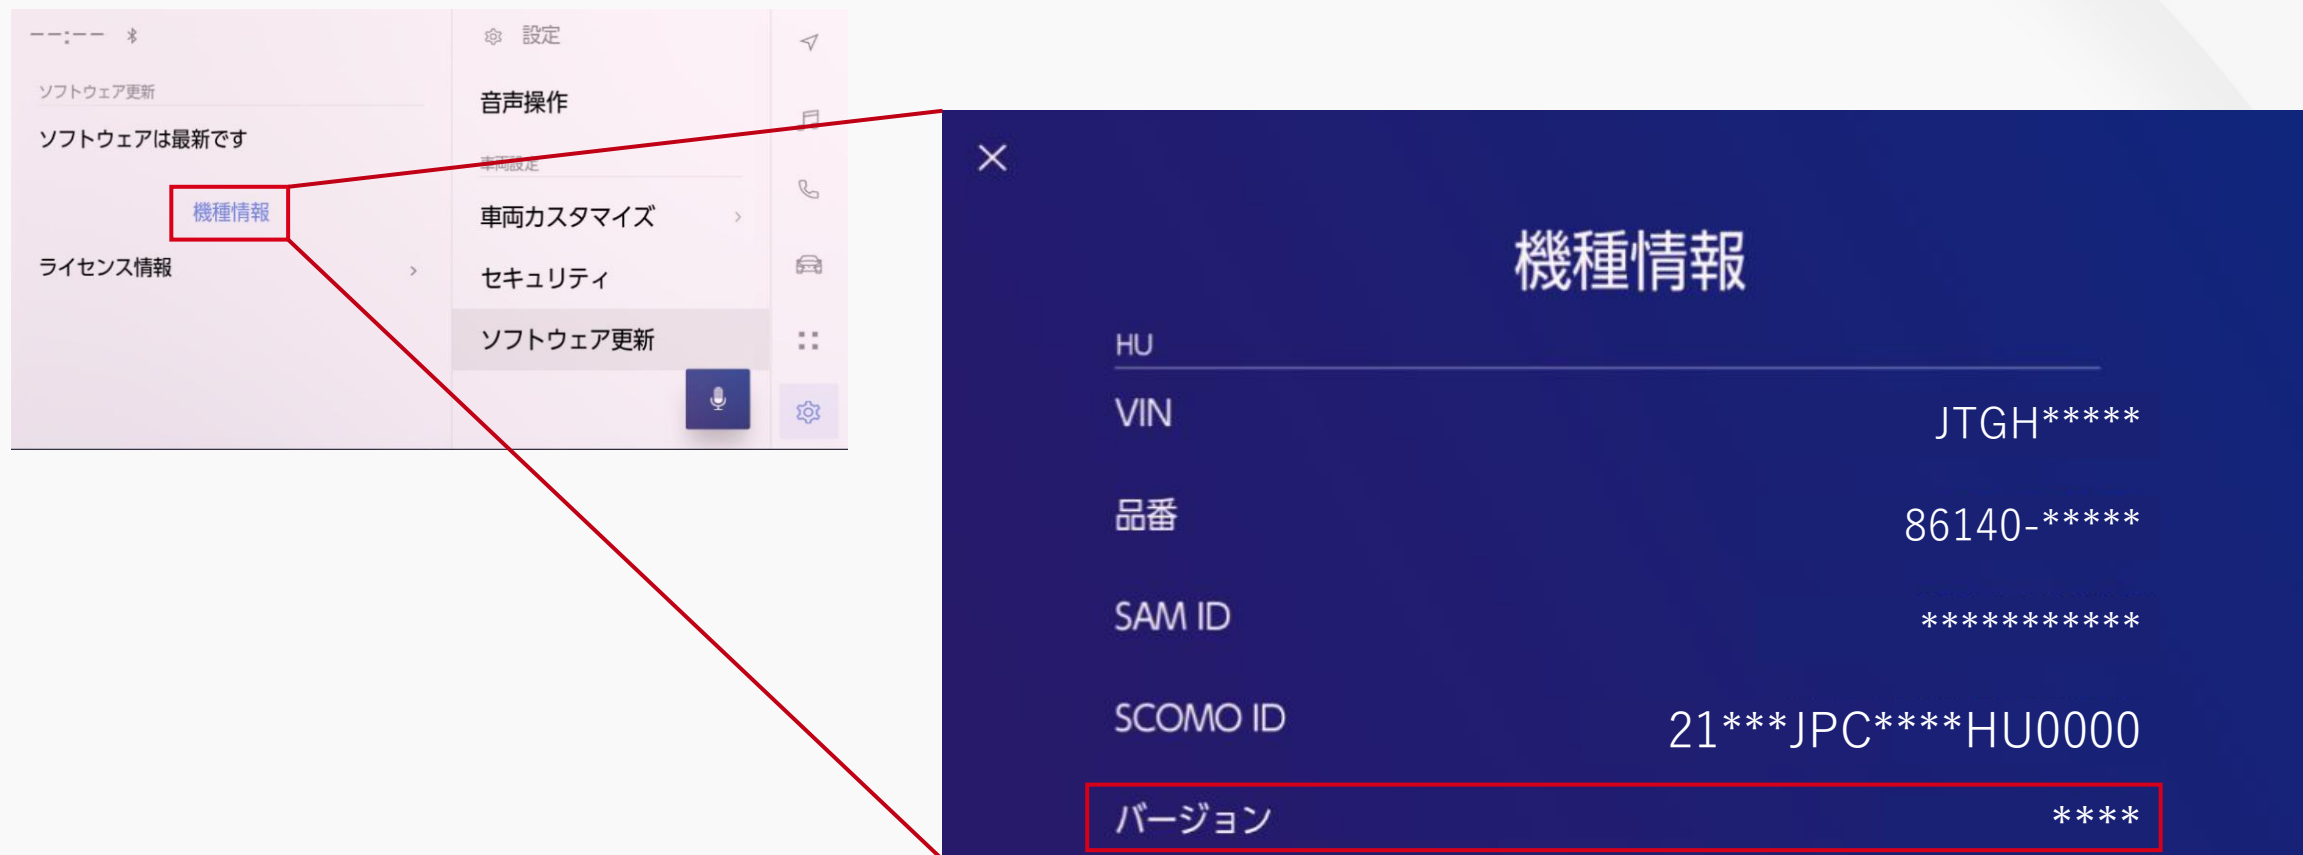 --:--
ソフトウェア更新
ソフトウェアは最新です
機種情報
ライセンス情報
設定
音声操作
車両設定
車両カスタマイズ
セキュリティ
ソフトウェア更新
機種情報
HU
VIN JTGH*****
品番 86140-*****
SAM ID ***********
SCOMO ID 21***JPC****HU0000
バージョン ****